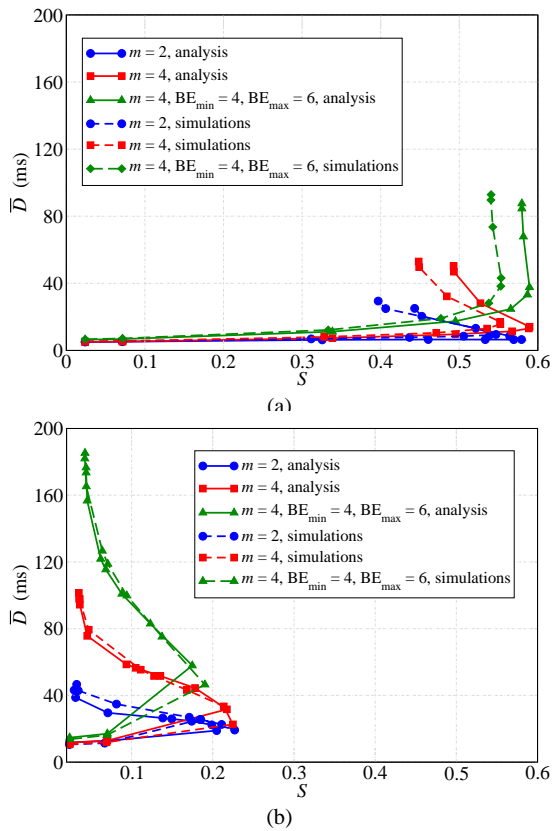 200
160
120
80
40
0
D (ms)
m = 2, analysis
m = 4, analysis
m = 4, BEmin = 4, BEmax = 6, analysis
m = 2, simulations
m = 4, simulations
m = 4, BEmin = 4, BEmax = 6, simulations
0 0.1 0.2 0.3 0.4 0.5 0.6
S
(a)
200
160
120
80
40
0
D (ms)
m = 2, analysis
m = 4, analysis
m = 4, BEmin = 4, BEmax = 6, analysis
m = 2, simulations
m = 4, simulations
m = 4, BEmin = 4, BEmax = 6, simulations
0.1 0.2 0.3 0.4 0.5 0.6
S
(b)